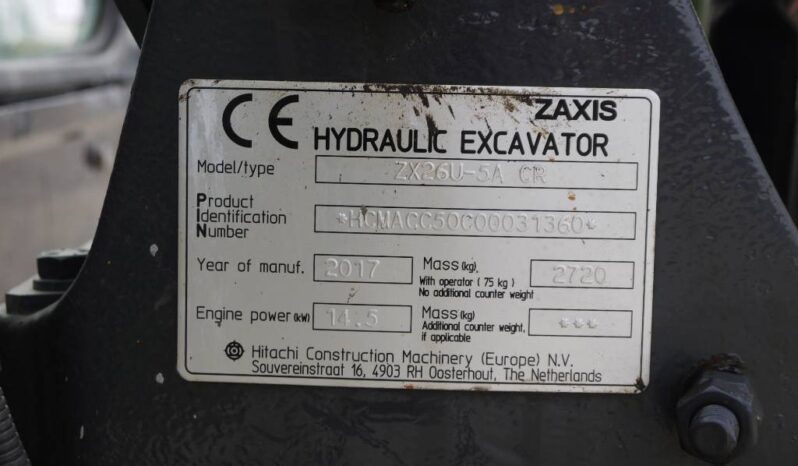 CE ZAXIS
HYDRAULIC EXCAVATOR
Model/type ZX26U-5A CR
Product
Identification
Number *HCMACC50C00031360*
Year of manuf. 2017 Mass(kg), 2720
With operator (75 kg)
No additional counter weight
Engine power(kW) 14.5 Mass(kg) ***
Additional counter weight,
if applicable
Hitachi Construction Machinery (Europe) N.V.
Souvereinstraat 16, 4903 RH Oosterhout, The Netherlands